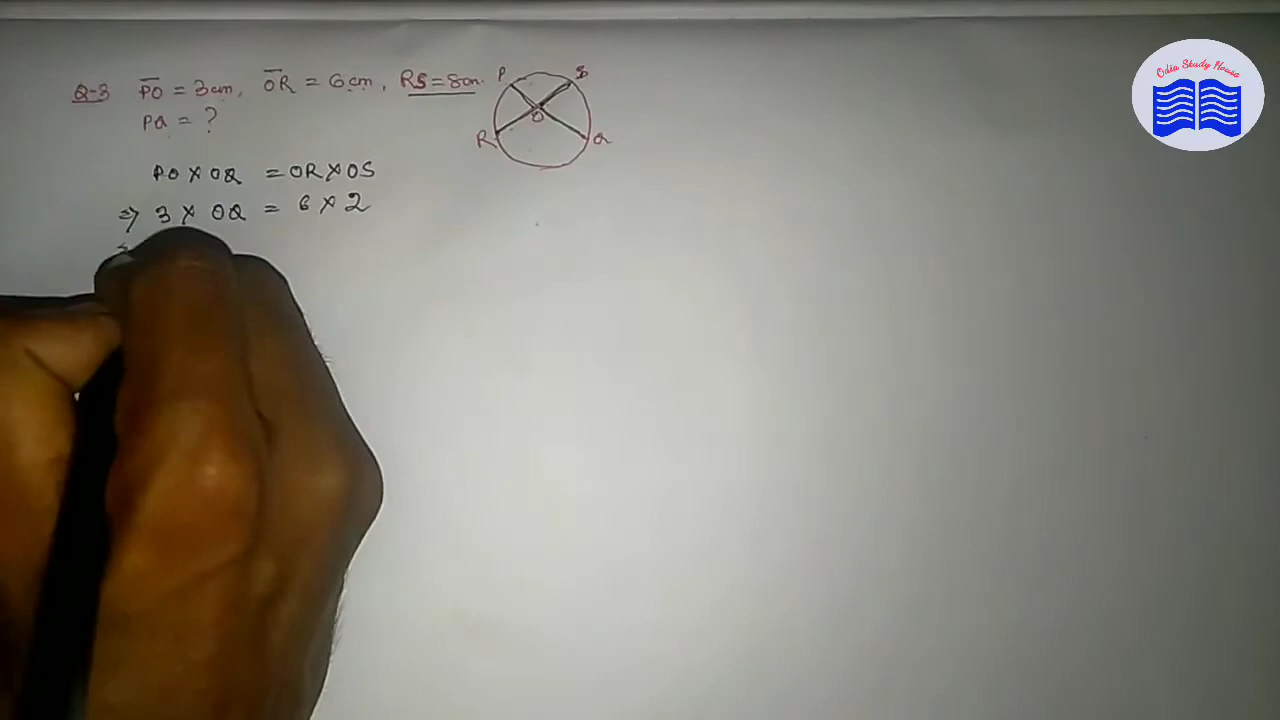 Q-3 PO = 3cm, OR = 6cm, RS = 8cm.
PQ = ?
P S
O
R Q
PO × OQ = OR × OS
⇒ 3 × OQ = 6 × 2
Odia Study House